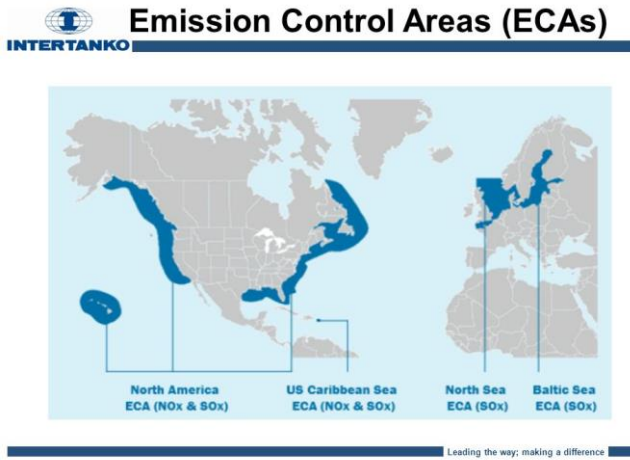 Emission Control Areas (ECAs)
INTERTANKO
North America
ECA (NOx & SOx)
US Caribbean Sea
ECA (NOx & SOx)
North Sea
ECA (SOx)
Baltic Sea
ECA (SOx)
Leading the way; making a difference